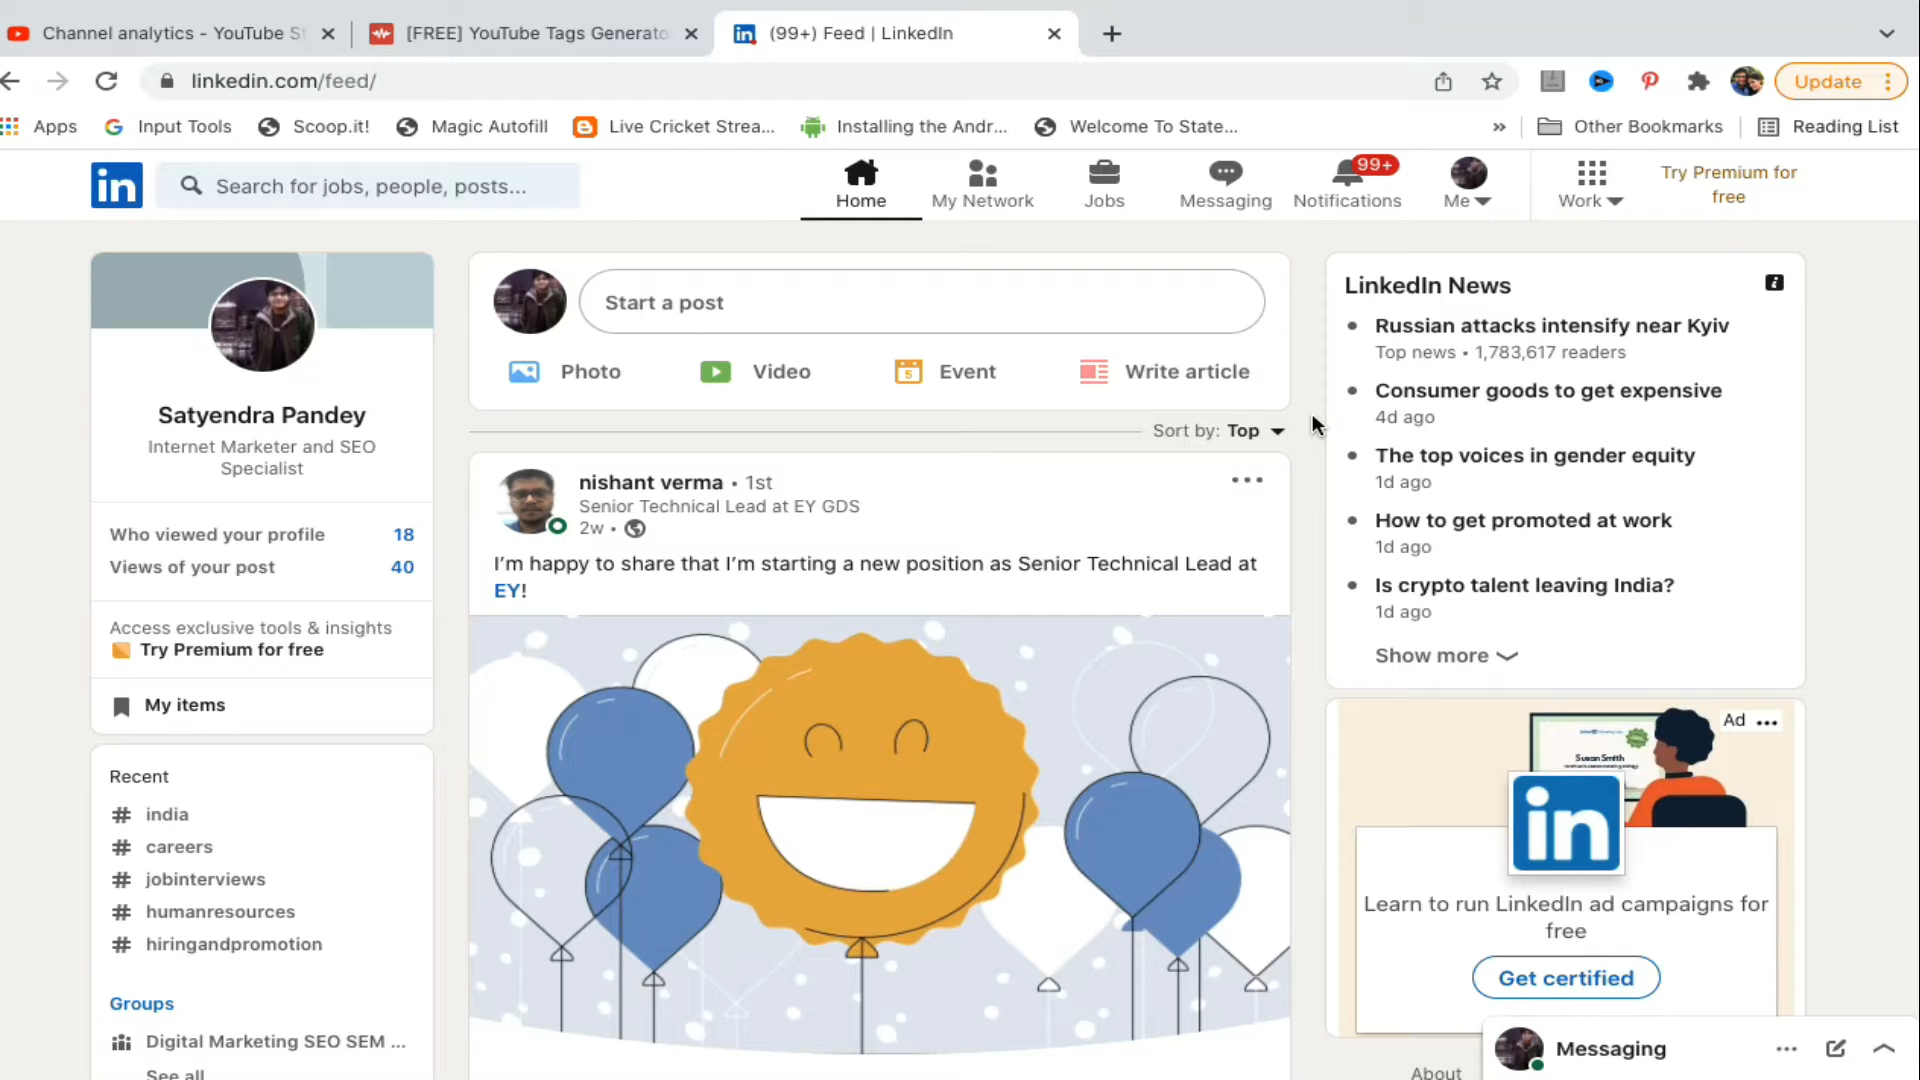 Channel analytics - YouTube S
[FREE] YouTube Tags Generato
(99+) Feed | LinkedIn
linkedin.com/feed/
Update
Apps
Input Tools
Scoop.it!
Magic Autofill
Live Cricket Strea...
Installing the Andr...
Welcome To State...
»
Other Bookmarks
Reading List
in
Search for jobs, people, posts...
Home
My Network
Jobs
Messaging
99+
Notifications
Me
Work
Try Premium for
free
Satyendra Pandey
Internet Marketer and SEO
Specialist
Who viewed your profile 18
Views of your post 40
Access exclusive tools & insights
Try Premium for free
My items
Recent
# india
# careers
# jobinterviews
# humanresources
# hiringandpromotion
Groups
Digital Marketing SEO SEM ...
See all
Start a post
Photo
Video
Event
Write article
Sort by: Top
nishant verma • 1st
Senior Technical Lead at EY GDS
2w •
I'm happy to share that I'm starting a new position as Senior Technical Lead at
EY!
LinkedIn News
Russian attacks intensify near Kyiv
Top news • 1,783,617 readers
Consumer goods to get expensive
4d ago
The top voices in gender equity
1d ago
How to get promoted at work
1d ago
Is crypto talent leaving India?
1d ago
Show more
Ad
Susan Smith
in
Learn to run LinkedIn ad campaigns for
free
Get certified
Messaging
About